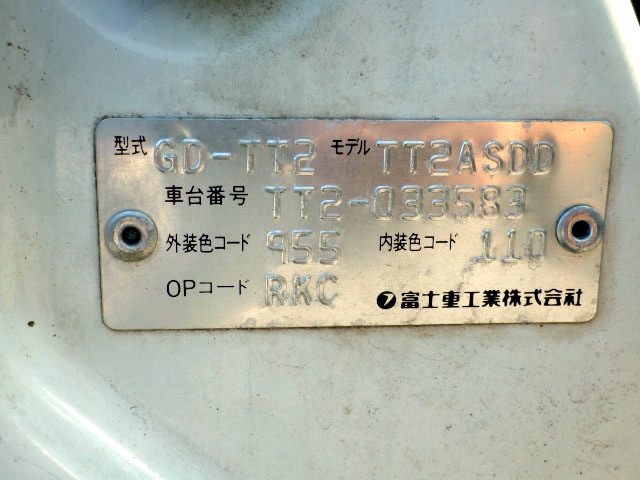 型式 GD-TT2 モデル TT2ASDD
車台番号 TT2-033583
外装色コード 955 内装色コード 110
OPコード RKC フ 富士重工業株式会社